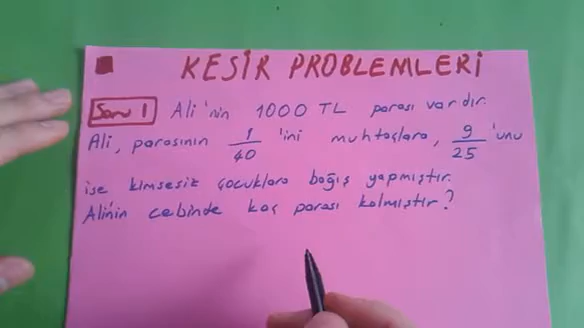 KESİR PROBLEMLERİ
Soru 1 Ali'nin 1000 TL parası vardır.
Ali, parasının 1/40 'ini muhtaçlara, 9/25 'unu
ise kimsesiz çocuklara bağış yapmıştır.
Ali'nin cebinde kaç parası kalmıştır?